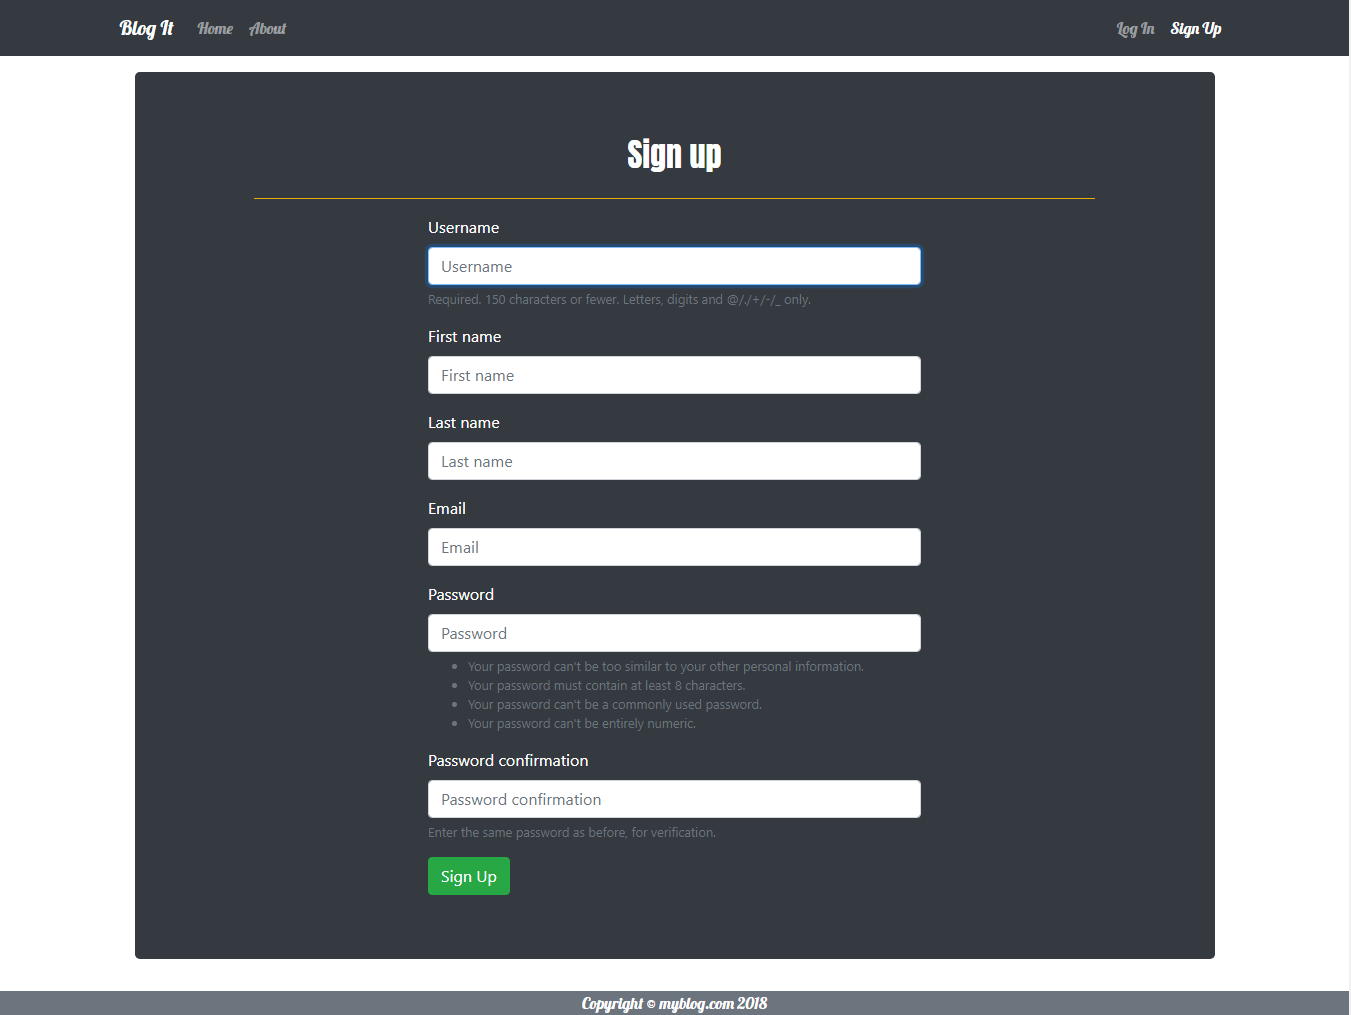 Blog It Home About Log In Sign Up
Sign up
Username
Username
Required. 150 characters or fewer. Letters, digits and @/./+/-/_ only.
First name
First name
Last name
Last name
Email
Email
Password
Password
Your password can't be too similar to your other personal information.
Your password must contain at least 8 characters.
Your password can't be a commonly used password.
Your password can't be entirely numeric.
Password confirmation
Password confirmation
Enter the same password as before, for verification.
Sign Up
Copyright © myblog.com 2018